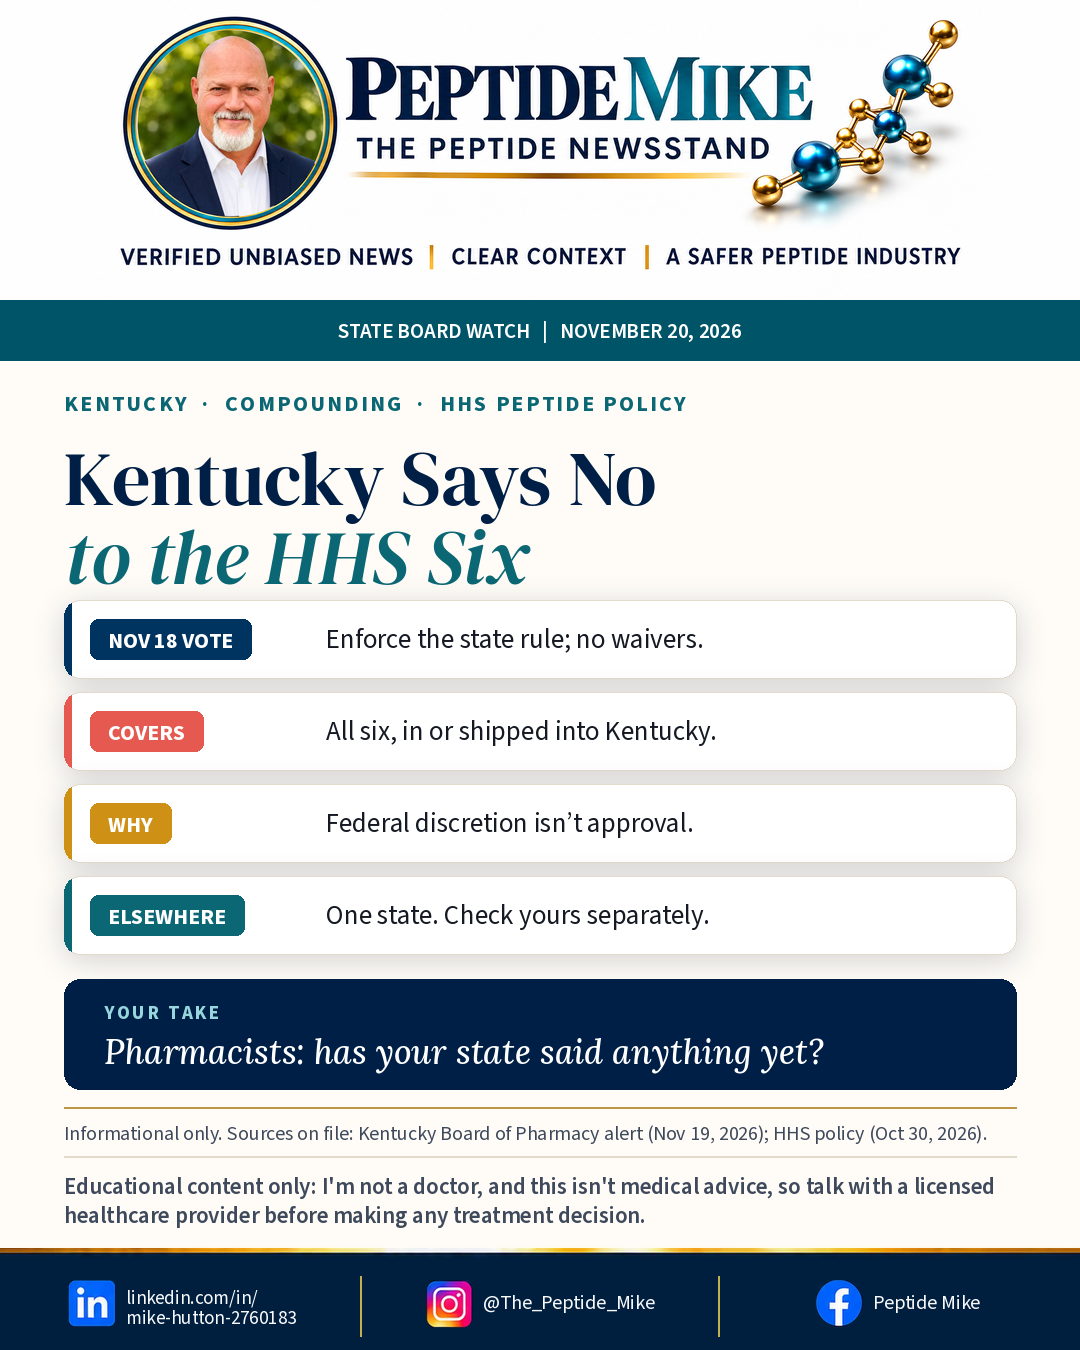 PEPTIDEMIKE
THE PEPTIDE NEWSSTAND
VERIFIED UNBIASED NEWS | CLEAR CONTEXT | A SAFER PEPTIDE INDUSTRY
STATE BOARD WATCH | NOVEMBER 20, 2026
KENTUCKY · COMPOUNDING · HHS PEPTIDE POLICY
Kentucky Says No
to the HHS Six
NOV 18 VOTE Enforce the state rule; no waivers.
COVERS All six, in or shipped into Kentucky.
WHY Federal discretion isn’t approval.
ELSEWHERE One state. Check yours separately.
YOUR TAKE
Pharmacists: has your state said anything yet?
Informational only. Sources on file: Kentucky Board of Pharmacy alert (Nov 19, 2026); HHS policy (Oct 30, 2026).
Educational content only: I'm not a doctor, and this isn't medical advice, so talk with a licensed
healthcare provider before making any treatment decision.
in linkedin.com/in/
mike-hutton-2760183
@The_Peptide_Mike
f Peptide Mike